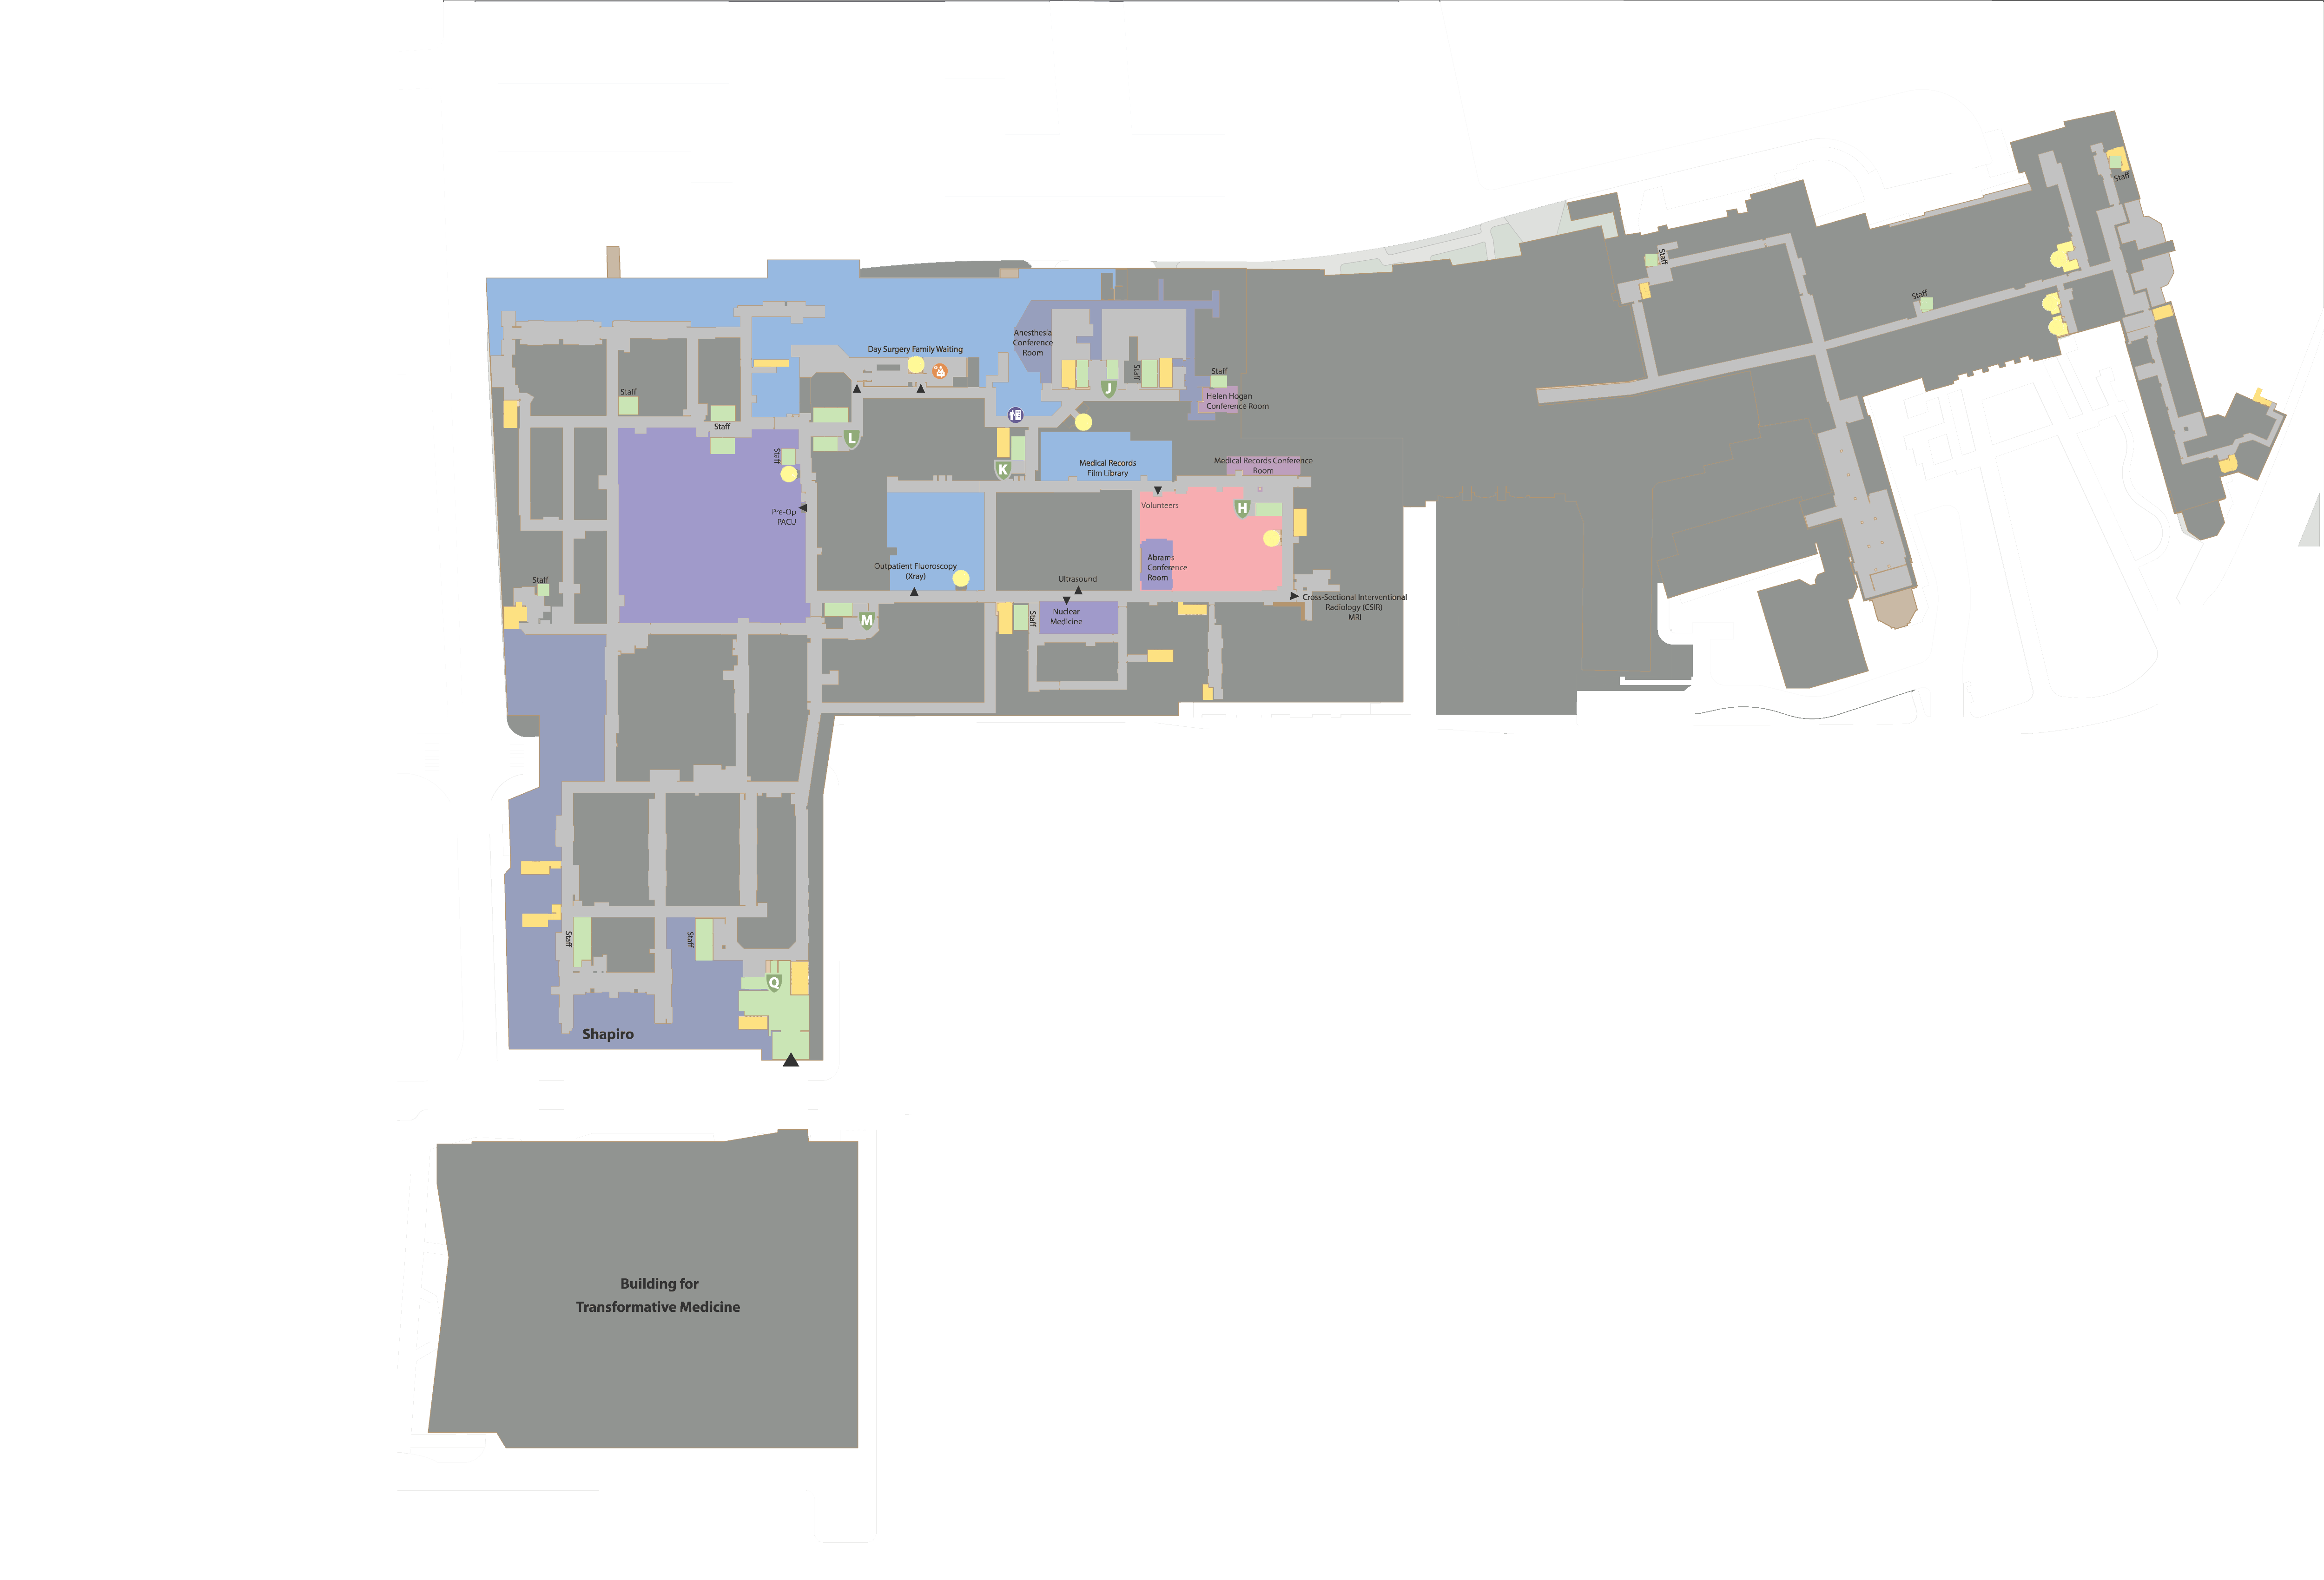 Staff
Staff
Staff
Anesthesia
Conference
Room
Day Surgery Family Waiting
Staff
Staff
J
Staff
Helen Hogan
Conference Room
Staff
L
Staff
Staff
K
Medical Records
Film Library
Medical Records Conference
Room
Volunteers
H
Pre-Op
PACU
Abrams
Conference
Room
Outpatient Fluoroscopy
(Xray)
Ultrasound
Staff
Cross-Sectional Interventional
Radiology (CSIR)
MRI
Nuclear
Medicine
Staff
M
Staff
Staff
Q
Shapiro
Building for
Transformative Medicine